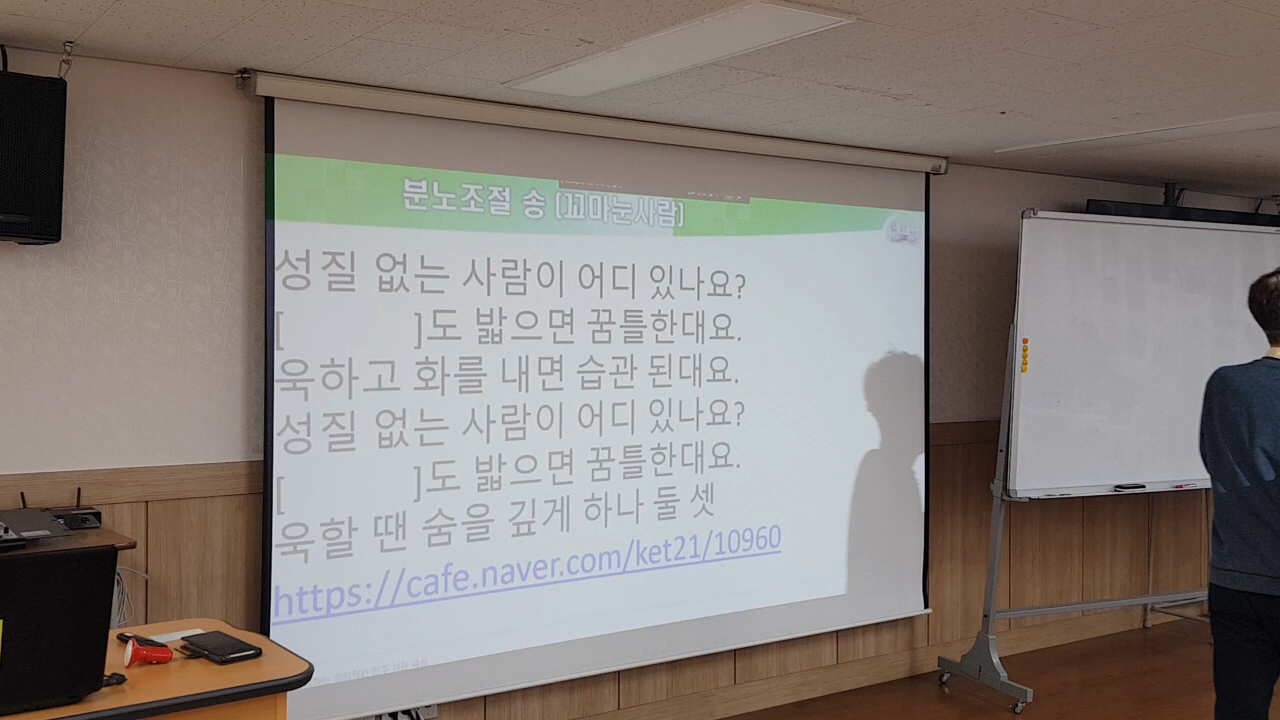 분노조절 송 [꼬마눈사람]
성질 없는 사람이 어디 있나요?
[ ]도 밟으면 꿈틀한대요.
욱하고 화를 내면 습관 된대요.
성질 없는 사람이 어디 있나요?
[ ]도 밟으면 꿈틀한대요.
욱할 땐 숨을 깊게 하나 둘 셋
https://cafe.naver.com/ket21/10960